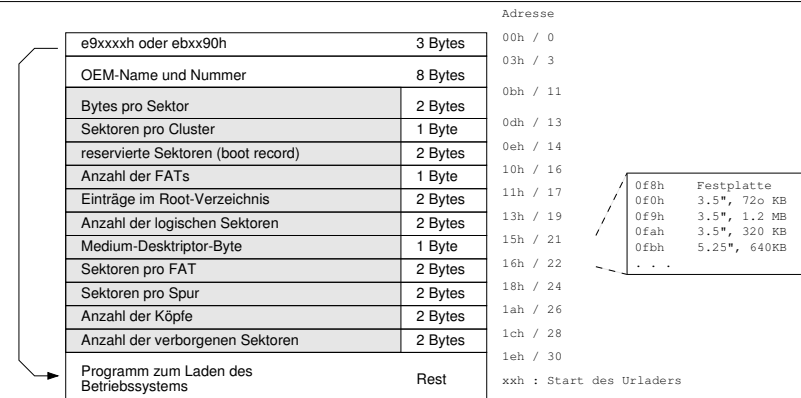 Adresse
e9xxxxh oder ebxx90h 3 Bytes 00h / 0
OEM-Name und Nummer 8 Bytes 03h / 3
Bytes pro Sektor 2 Bytes 0bh / 11
Sektoren pro Cluster 1 Byte 0dh / 13
reservierte Sektoren (boot record) 2 Bytes 0eh / 14
Anzahl der FATs 1 Byte 10h / 16
Einträge im Root-Verzeichnis 2 Bytes 11h / 17
Anzahl der logischen Sektoren 2 Bytes 13h / 19
Medium-Desktriptor-Byte 1 Byte 15h / 21
Sektoren pro FAT 2 Bytes 16h / 22
Sektoren pro Spur 2 Bytes 18h / 24
Anzahl der Köpfe 2 Bytes 1ah / 26
Anzahl der verborgenen Sektoren 2 Bytes 1ch / 28
1eh / 30
Programm zum Laden des
Betriebssystems Rest xxh : Start des Urladers
0f8h Festplatte
0f0h 3.5", 72o KB
0f9h 3.5", 1.2 MB
0fah 3.5", 320 KB
0fbh 5.25", 640KB
. . .